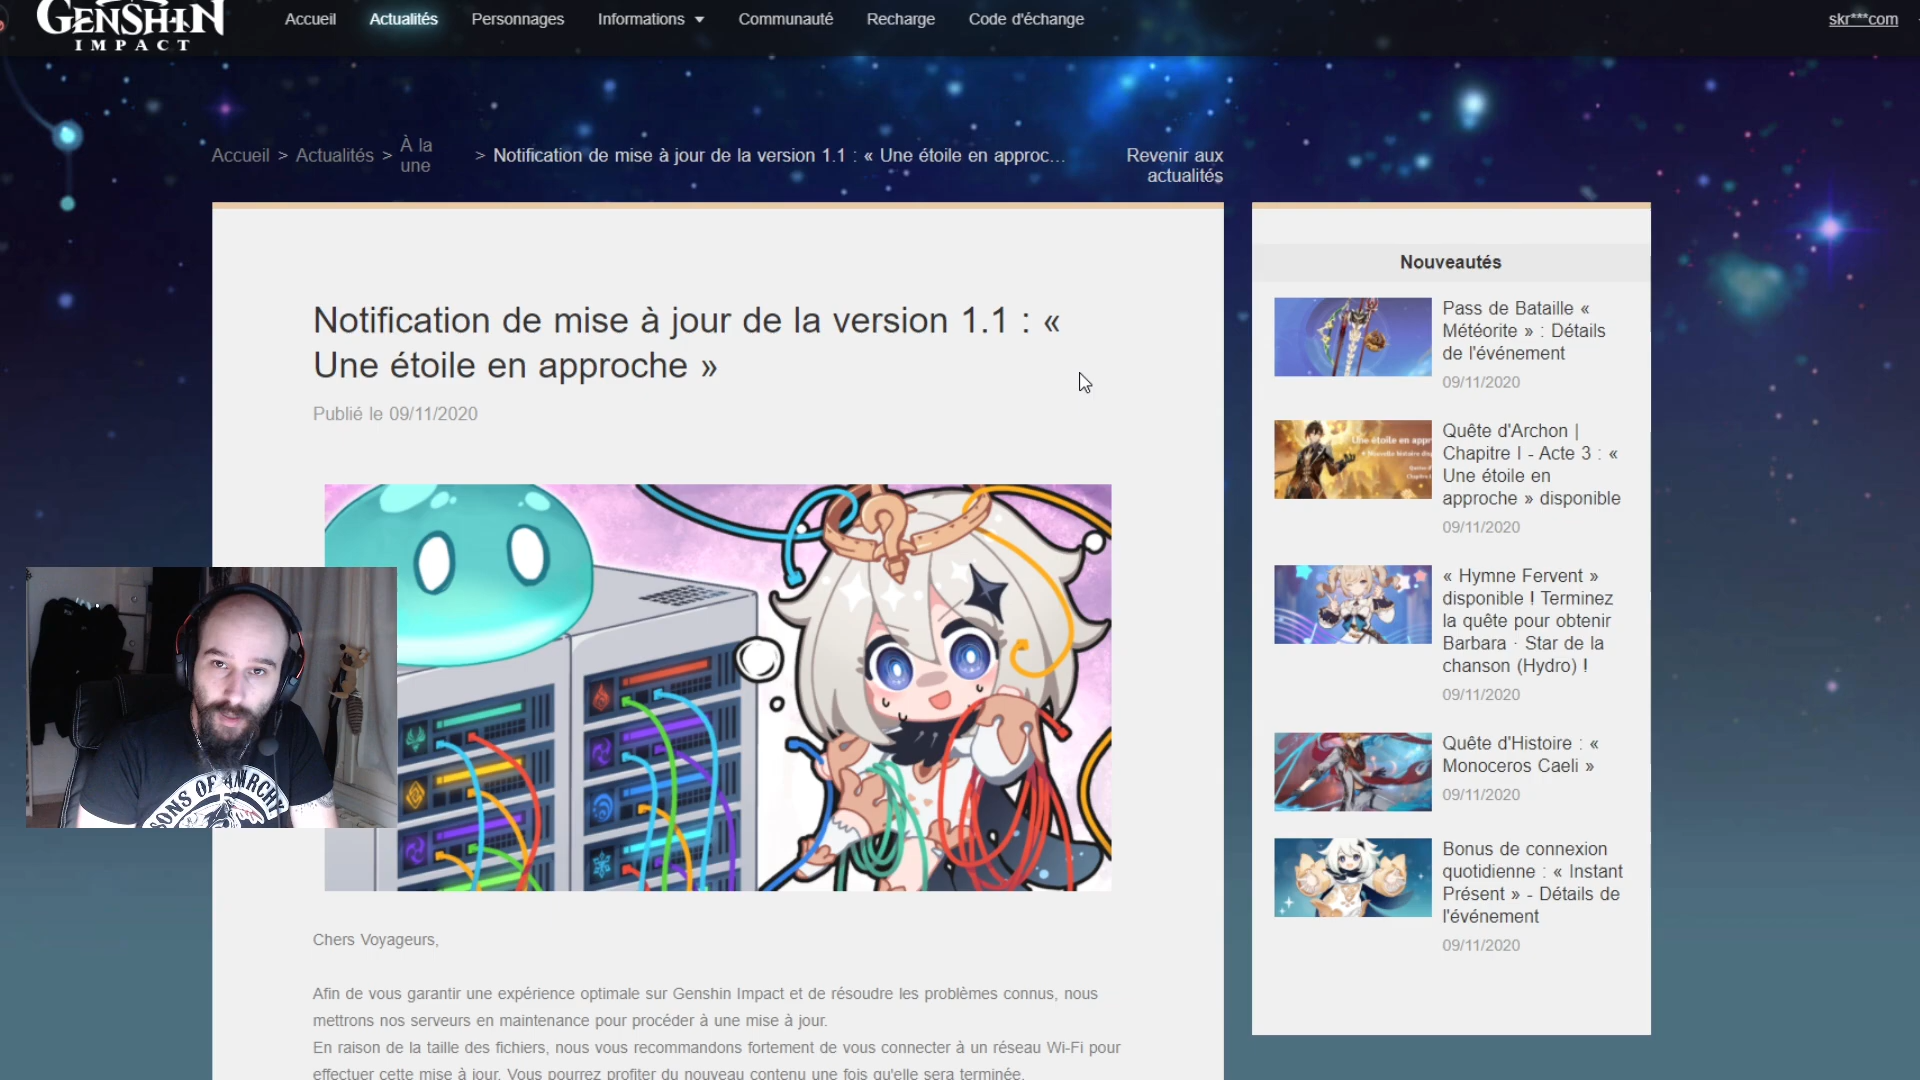 GENSHIN
IMPACT
Accueil
Actualités
Personnages
Informations
Communauté
Recharge
Code d'échange
skr***com
Accueil > Actualités > À la une > Notification de mise à jour de la version 1.1 : « Une étoile en approc...
Revenir aux
actualités
Notification de mise à jour de la version 1.1 : «
Une étoile en approche »
Publié le 09/11/2020
SONS OF ANARCHY
Chers Voyageurs,
Afin de vous garantir une expérience optimale sur Genshin Impact et de résoudre les problèmes connus, nous
mettrons nos serveurs en maintenance pour procéder à une mise à jour.
En raison de la taille des fichiers, nous vous recommandons fortement de vous connecter à un réseau Wi-Fi pour
effectuer cette mise à jour. Vous pourrez profiter du nouveau contenu une fois qu'elle sera terminée.
Nouveautés
Pass de Bataille «
Météorite » : Détails
de l'événement
09/11/2020
Une étoile en appr
Quête d'Archon |
Chapitre I - Acte 3 : «
Une étoile en
approche » disponible
09/11/2020
« Hymne Fervent »
disponible ! Terminez
la quête pour obtenir
Barbara · Star de la
chanson (Hydro) !
09/11/2020
Quête d'Histoire : «
Monoceros Caeli »
09/11/2020
Bonus de connexion
quotidienne : « Instant
Présent » - Détails de
l'événement
09/11/2020